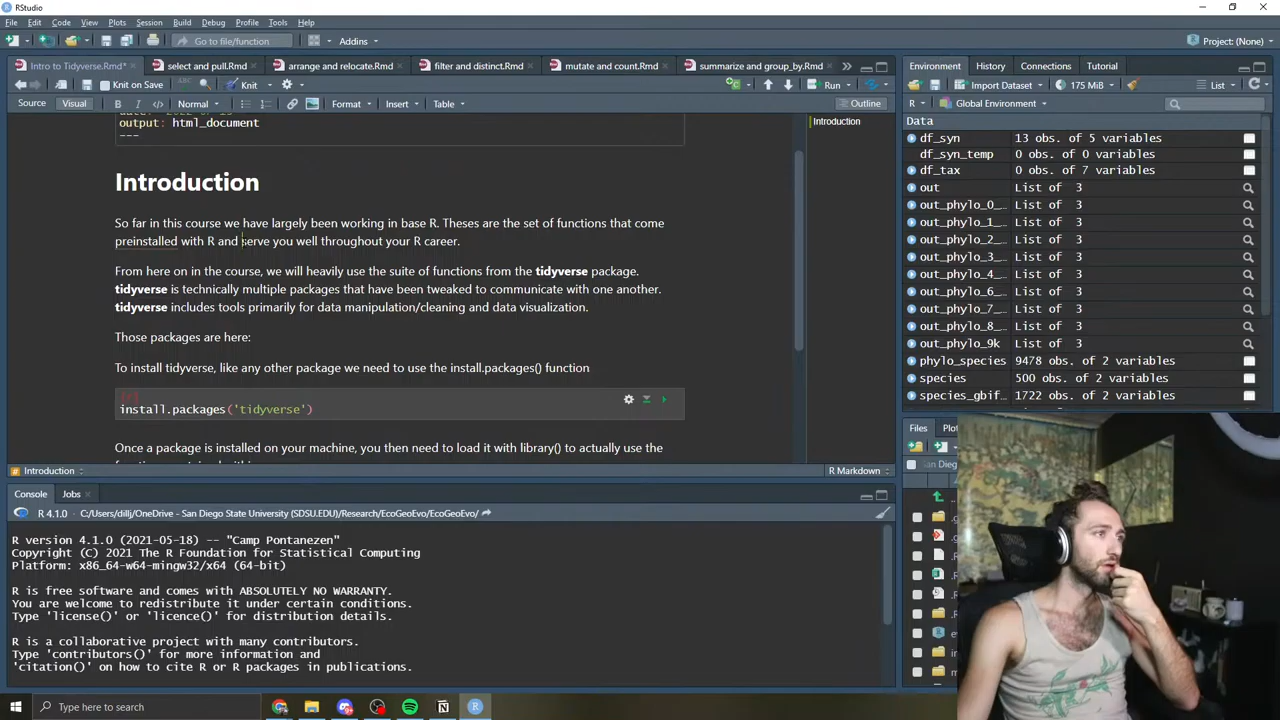 RStudio
File Edit Code View Plots Session Build Debug Profile Tools Help
Go to file/function Addins Project: (None)
Intro to Tidyverse.Rmd* select and pull.Rmd arrange and relocate.Rmd filter and distinct.Rmd mutate and count.Rmd summarize and group_by.Rmd
Knit on Save Knit Run
Source Visual B I Normal Format Insert Table Outline
output: html_document
---
Introduction
So far in this course we have largely been working in base R. Theses are the set of functions that come
preinstalled with R and serve you well throughout your R career.
From here on in the course, we will heavily use the suite of functions from the tidyverse package.
tidyverse is technically multiple packages that have been tweaked to communicate with one another.
tidyverse includes tools primarily for data manipulation/cleaning and data visualization.
Those packages are here:
To install tidyverse, like any other package we need to use the install.packages() function
install.packages('tidyverse')
Once a package is installed on your machine, you then need to load it with library() to actually use the
Introduction R Markdown
Introduction
Console Jobs
R 4.1.0 · C:/Users/dillj/OneDrive - San Diego State University (SDSU.EDU)/Research/EcoGeoEvo/EcoGeoEvo/
R version 4.1.0 (2021-05-18) -- "Camp Pontanezen"
Copyright (C) 2021 The R Foundation for Statistical Computing
Platform: x86_64-w64-mingw32/x64 (64-bit)
R is free software and comes with ABSOLUTELY NO WARRANTY.
You are welcome to redistribute it under certain conditions.
Type 'license()' or 'licence()' for distribution details.
R is a collaborative project with many contributors.
Type 'contributors()' for more information and
'citation()' on how to cite R or R packages in publications.
Environment History Connections Tutorial
Import Dataset 175 MiB List
R Global Environment
Data
df_syn 13 obs. of 5 variables
df_syn_temp 0 obs. of 0 variables
df_tax 0 obs. of 7 variables
out List of 3
out_phylo_0_… List of 3
out_phylo_1_… List of 3
out_phylo_2_… List of 3
out_phylo_3_… List of 3
out_phylo_4_… List of 3
out_phylo_6_… List of 3
out_phylo_7_… List of 3
out_phylo_8_… List of 3
out_phylo_9k List of 3
phylo_species 9478 obs. of 2 variables
species 500 obs. of 2 variables
species_gbif… 1722 obs. of 2 variables
Files Plot
an Dieg
Type here to search